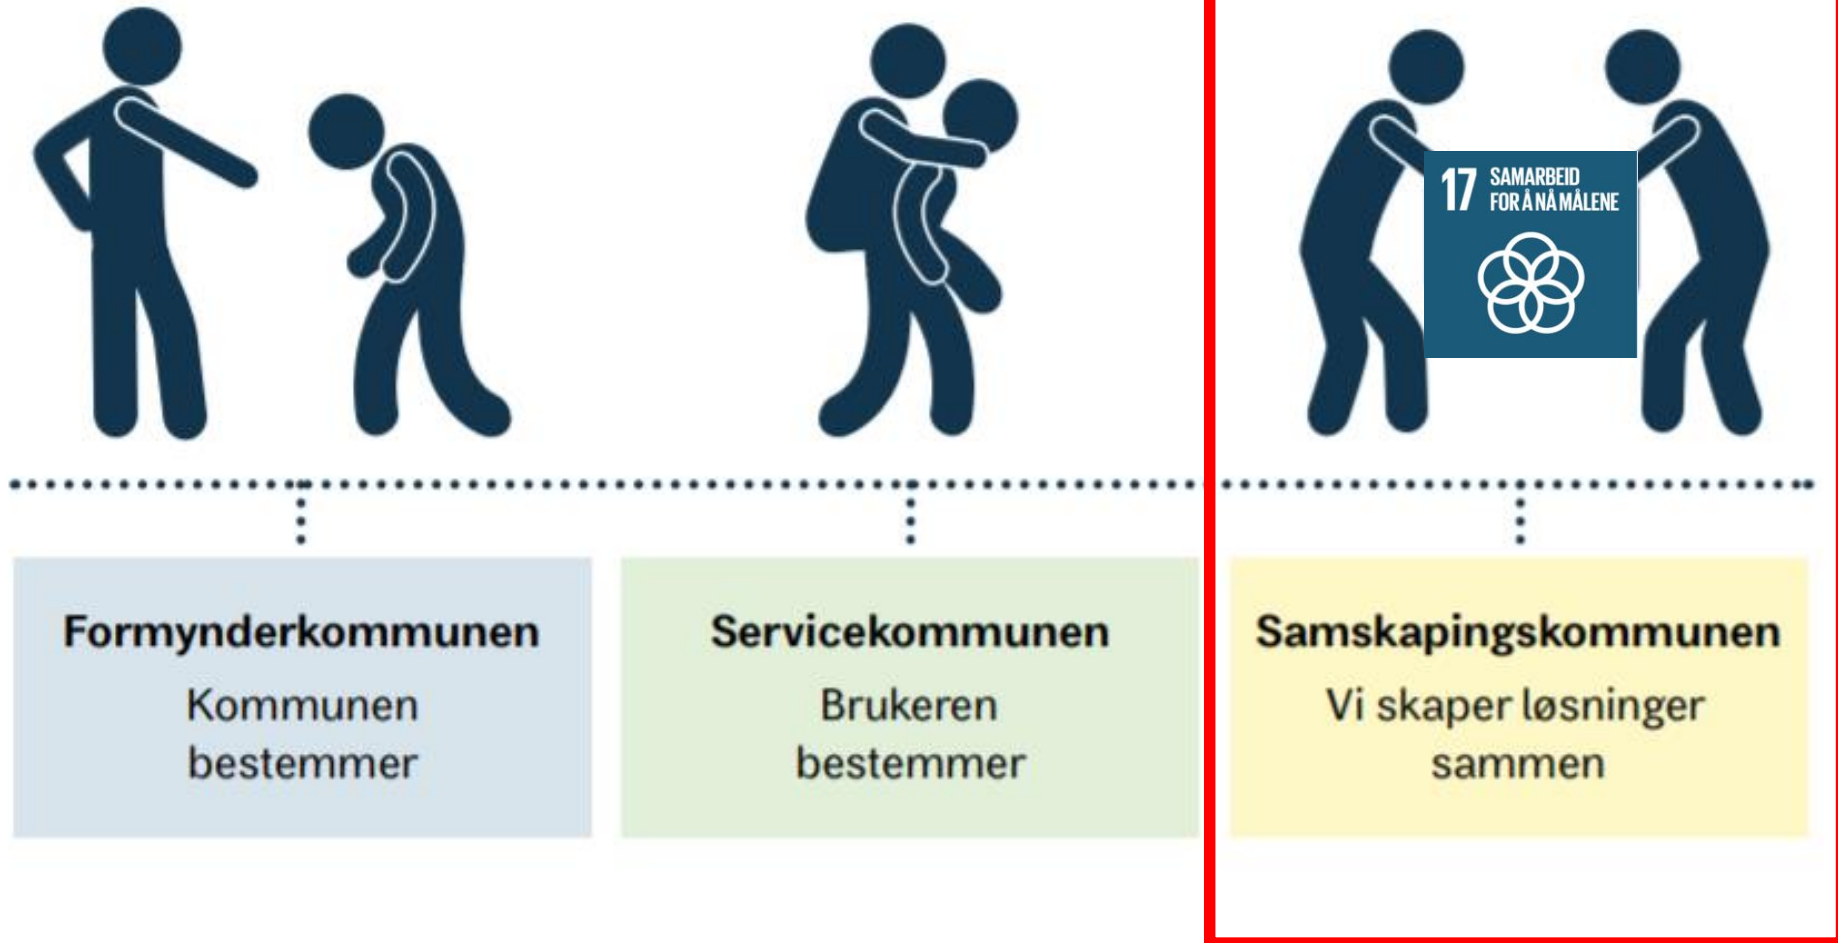 17 SAMARBEID
FOR Å NÅ MÅLENE
Formynderkommunen
Kommunen
bestemmer
Servicekommunen
Brukeren
bestemmer
Samskapingskommunen
Vi skaper løsninger
sammen